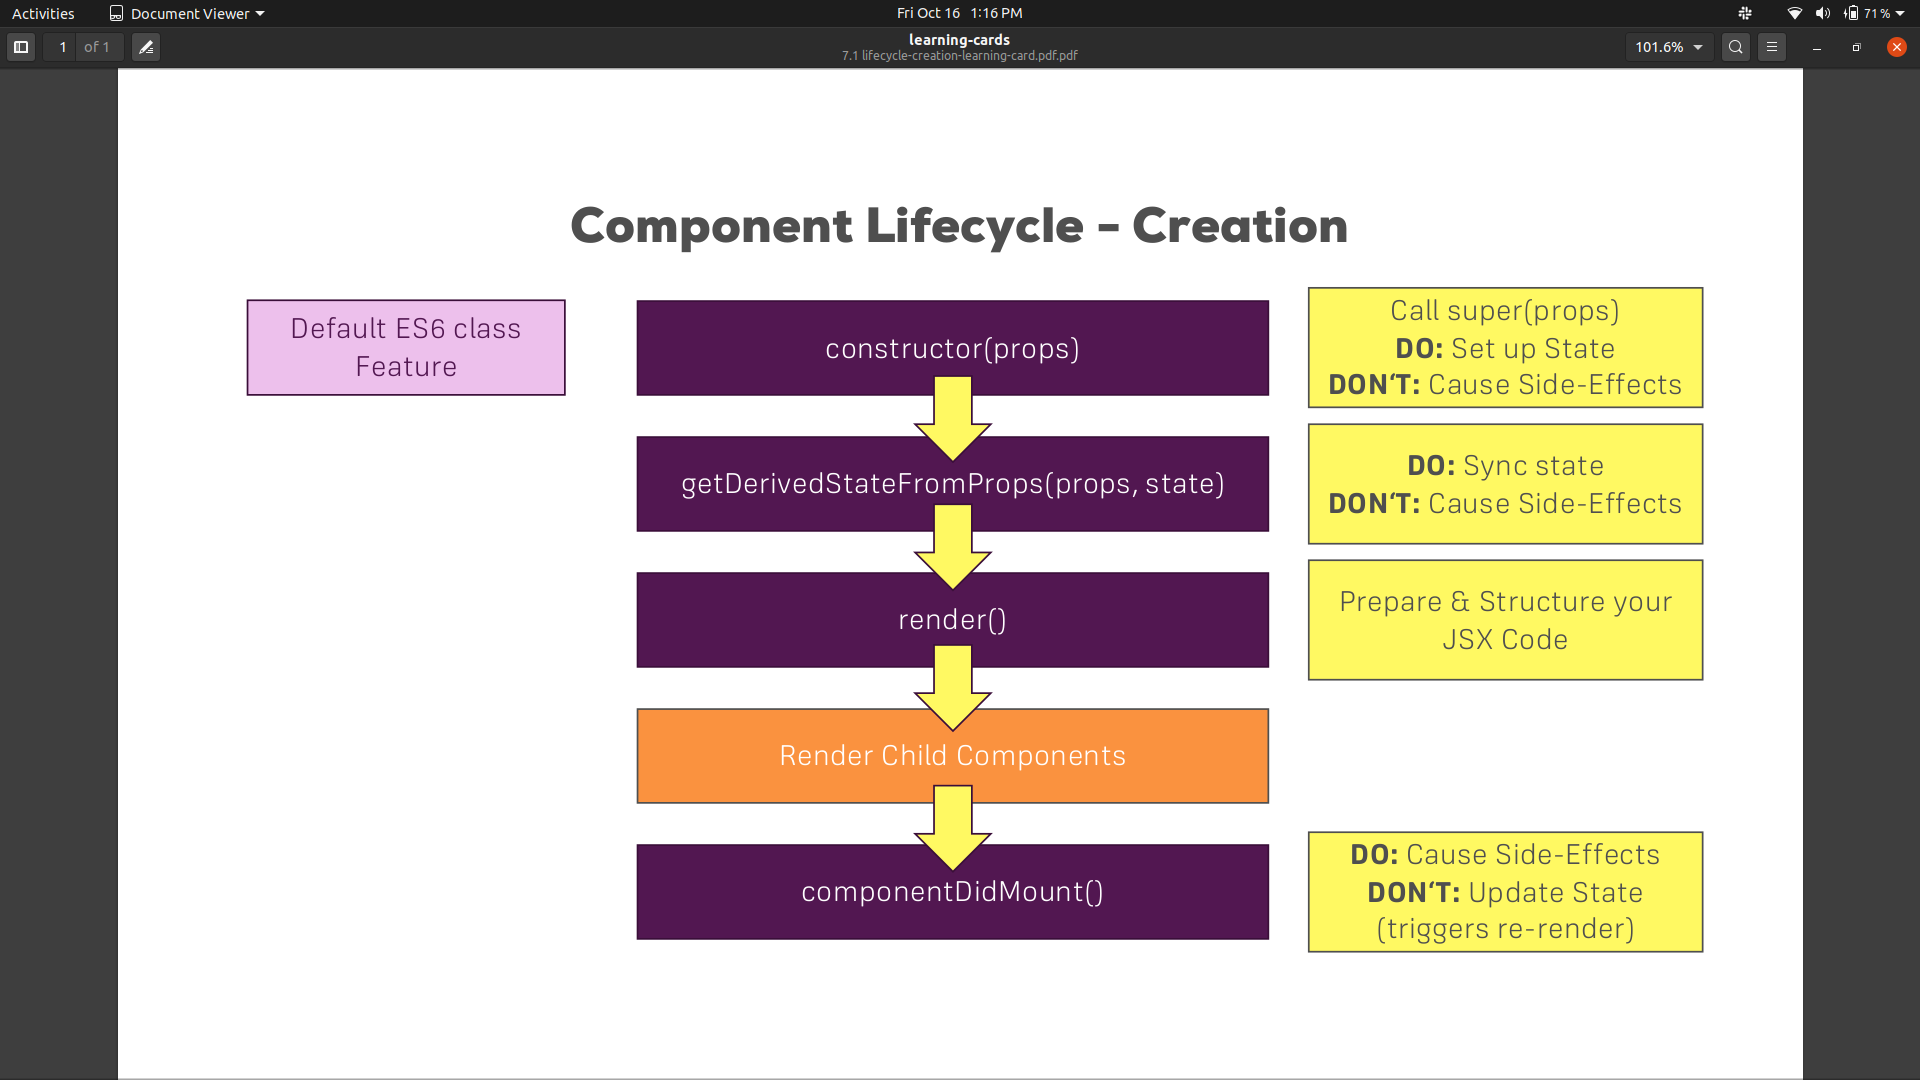 Activities
Document Viewer
Fri Oct 16 1:16 PM
71 %
1 of 1
learning-cards
7.1 lifecycle-creation-learning-card.pdf.pdf
101.6%
Component Lifecycle – Creation
Default ES6 class
Feature
constructor(props)
Call super(props)
DO: Set up State
DON‘T: Cause Side-Effects
getDerivedStateFromProps(props, state)
DO: Sync state
DON‘T: Cause Side-Effects
render()
Prepare & Structure your
JSX Code
Render Child Components
componentDidMount()
DO: Cause Side-Effects
DON‘T: Update State
(triggers re-render)